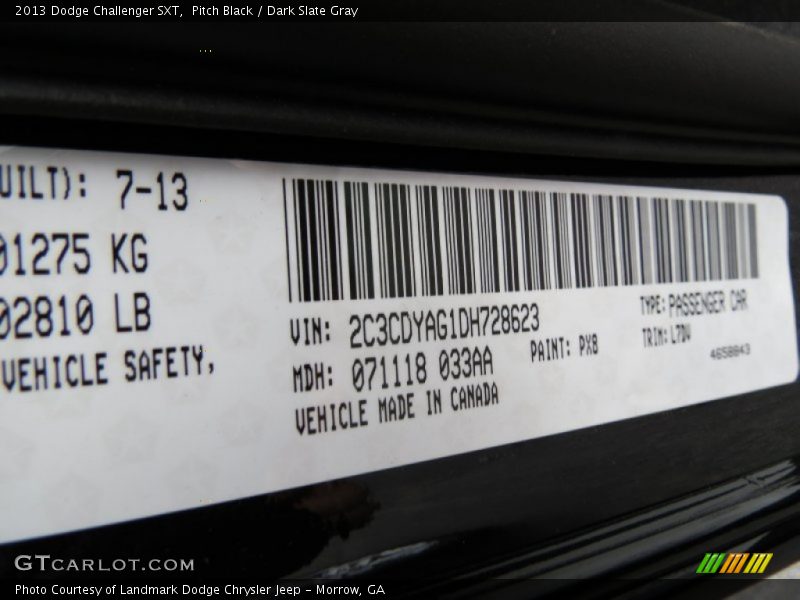 2013 Dodge Challenger SXT, Pitch Black / Dark Slate Gray
UILT): 7-13
01275 KG
02810 LB
VEHICLE SAFETY,
VIN: 2C3CDYAG1DH728623
MDH: 071118 033AA
PAINT: PX8
VEHICLE MADE IN CANADA
TYPE: PASSENGER CAR
TRIM: L7DV
4658843
GTCARLOT.COM
Photo Courtesy of Landmark Dodge Chrysler Jeep - Morrow, GA